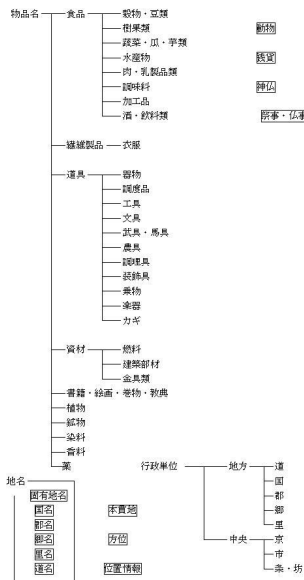 物品名 食品 穀物・豆類
樹果類 動物
蔬菜・瓜・芋類
水産物 銭貨
肉・乳製品類
調味料 神仏
加工品
酒・飲料類 祭事・仏事
繊維製品 衣服
道具 器物
調度品
工具
文具
武具・馬具
農具
調理具
装飾具
乗物
楽器
カギ
資材 燃料
建築部材
金具類
書籍・絵画・巻物・教典
植物
鉱物
染料
香料
薬 行政単位 地方 道
地名 国
固有地名 郡
国名 本貫地 郷
郡名 里
郷名 方位 中央 京
里名 市
道名 位置情報 条・坊